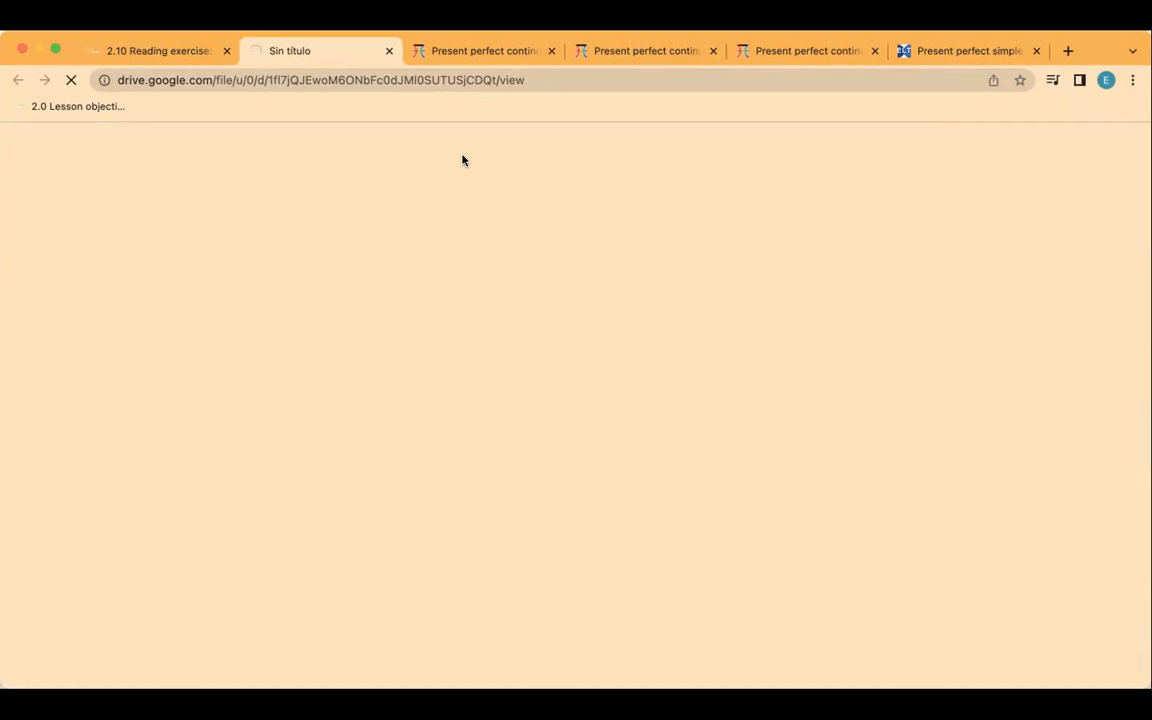 2.10 Reading exercise: Sin título Present perfect contin Present perfect contin Present perfect contin Present perfect simple
drive.google.com/file/u/0/d/1fI7jQJEwoM6ONbFc0dJMI0SUTUSjCDQt/view E
2.0 Lesson objecti...